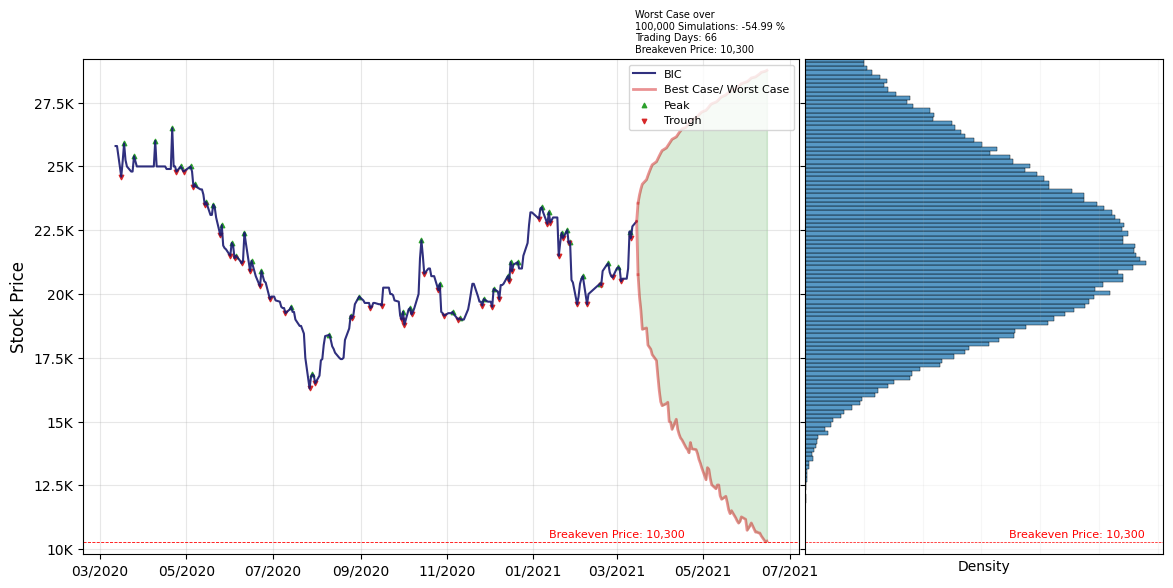 Worst Case over
100,000 Simulations: -54.99 %
Trading Days: 66
Breakeven Price: 10,300
BIC
Best Case/ Worst Case
Peak
Trough
Stock Price
27.5K
25K
22.5K
20K
17.5K
15K
12.5K
10K
Breakeven Price: 10,300
Breakeven Price: 10,300
03/2020
05/2020
07/2020
09/2020
11/2020
01/2021
03/2021
05/2021
07/2021
Density